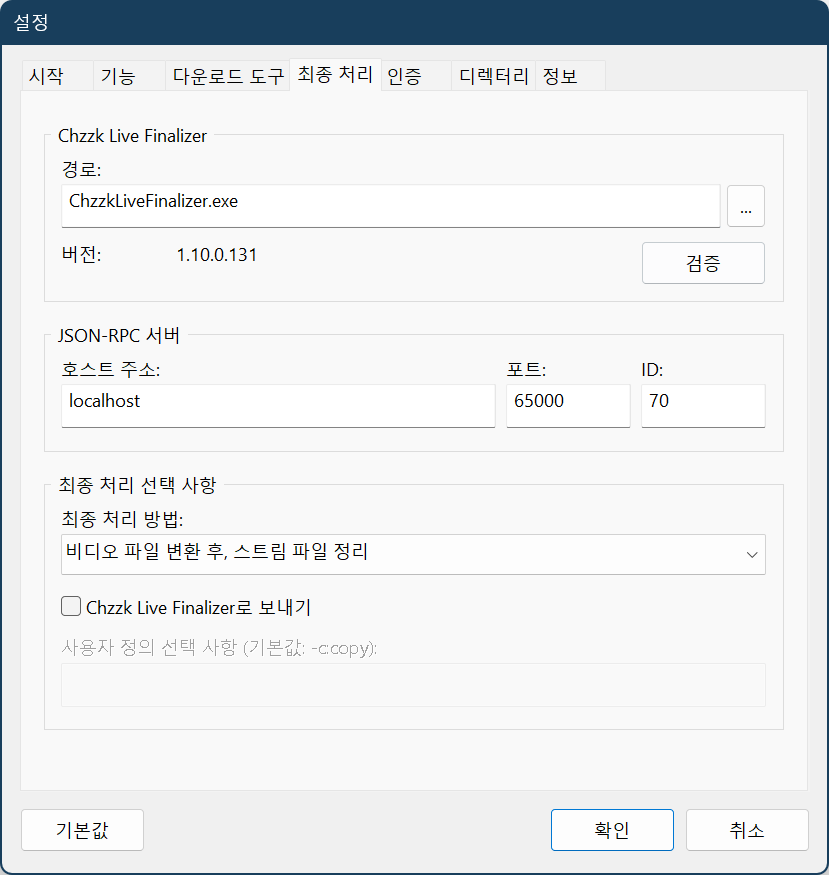 설정
시작 기능 다운로드 도구 최종 처리 인증 디렉터리 정보
Chzzk Live Finalizer
경로:
ChzzkLiveFinalizer.exe ...
버전: 1.10.0.131 검증
JSON-RPC 서버
호스트 주소: 포트: ID:
localhost 65000 70
최종 처리 선택 사항
최종 처리 방법:
비디오 파일 변환 후, 스트림 파일 정리
Chzzk Live Finalizer로 보내기
사용자 정의 선택 사항 (기본값: -c:copy):
기본값 확인 취소